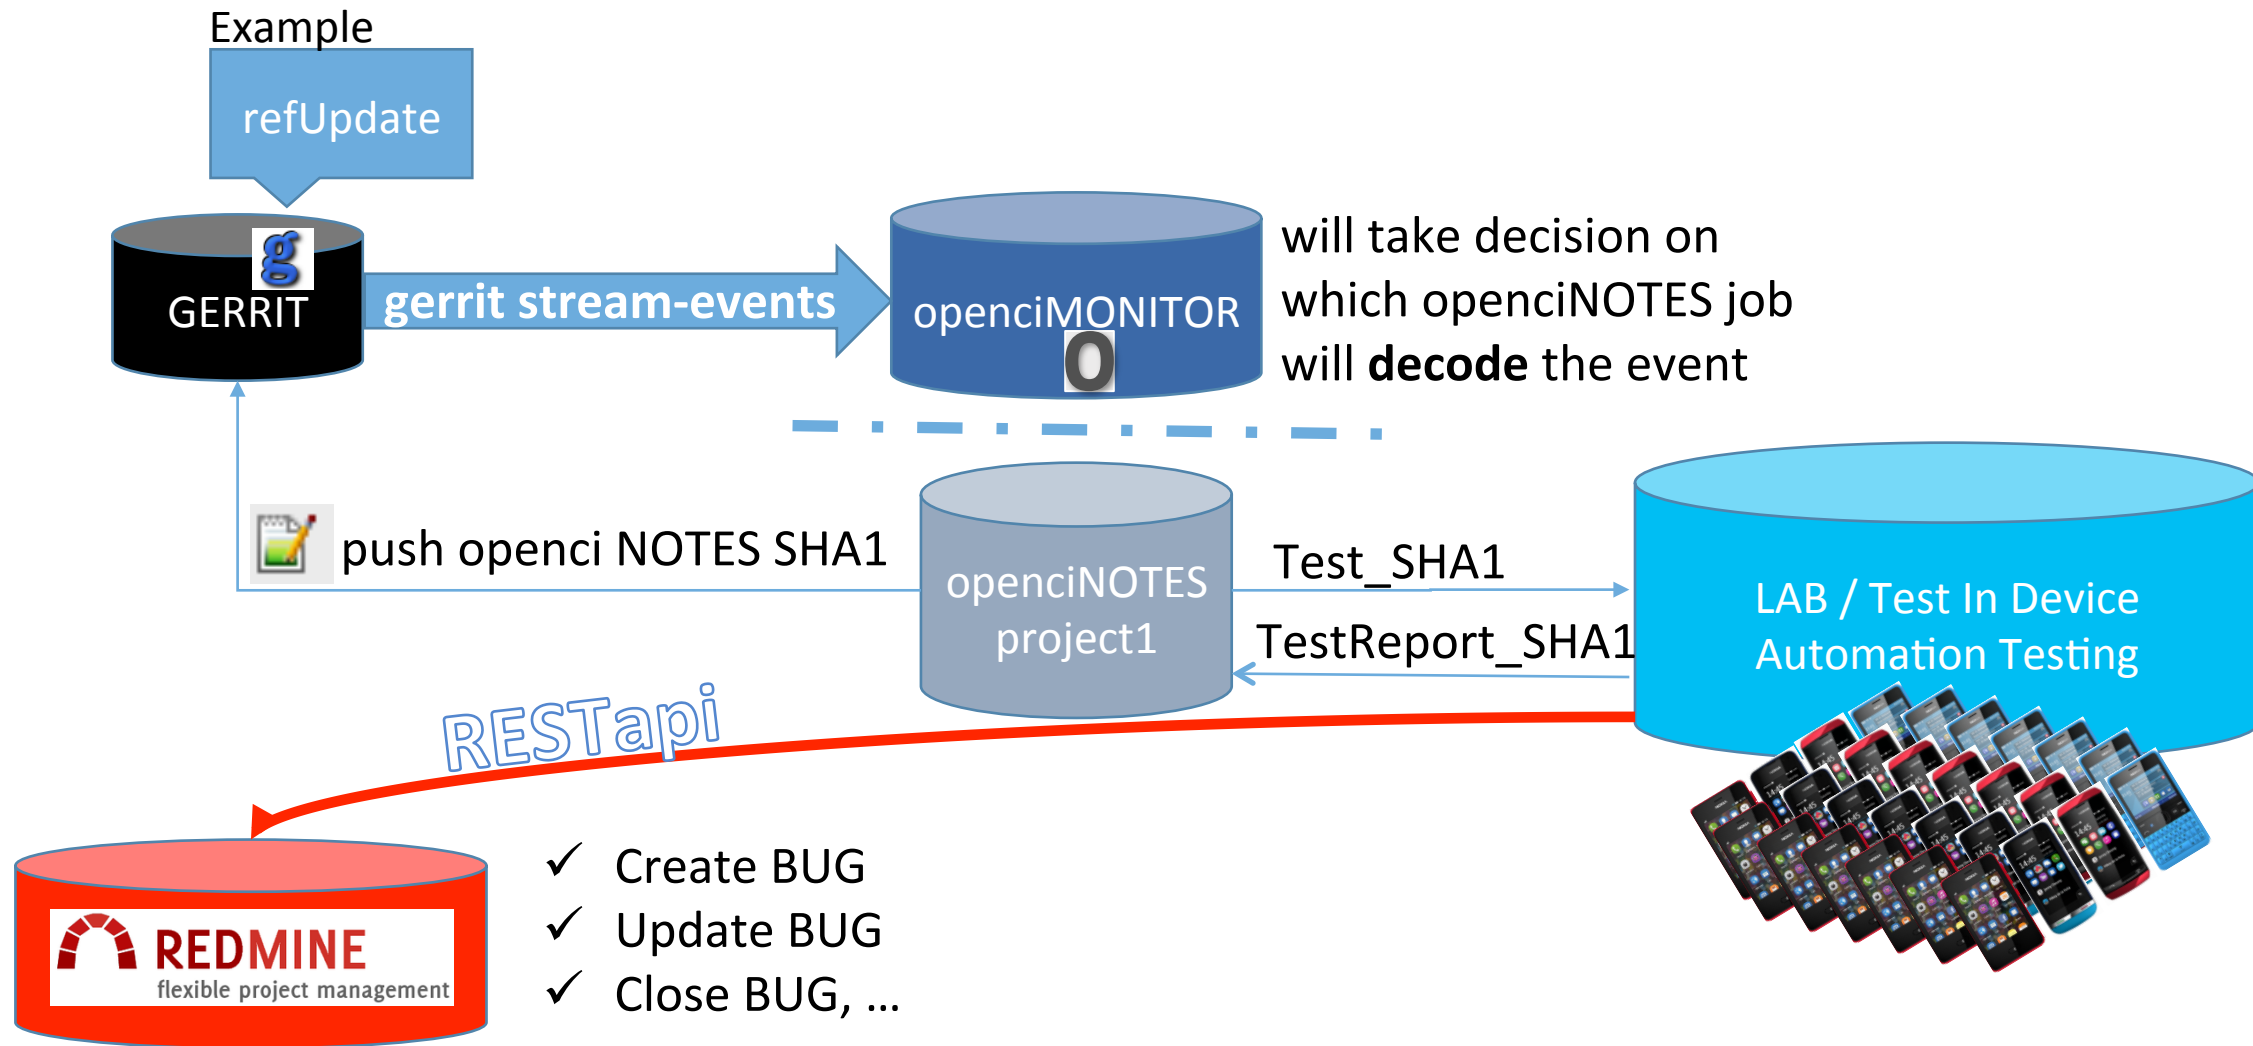 Example
refUpdate
g
GERRIT
gerrit stream-events
openciMONITOR
O
will take decision on
which openciNOTES job
will decode the event
push openci NOTES SHA1
openciNOTES
project1
Test_SHA1
TestReport_SHA1
LAB / Test In Device
Automation Testing
RESTapi
REDMINE
flexible project management
✓ Create BUG
✓ Update BUG
✓ Close BUG, ...